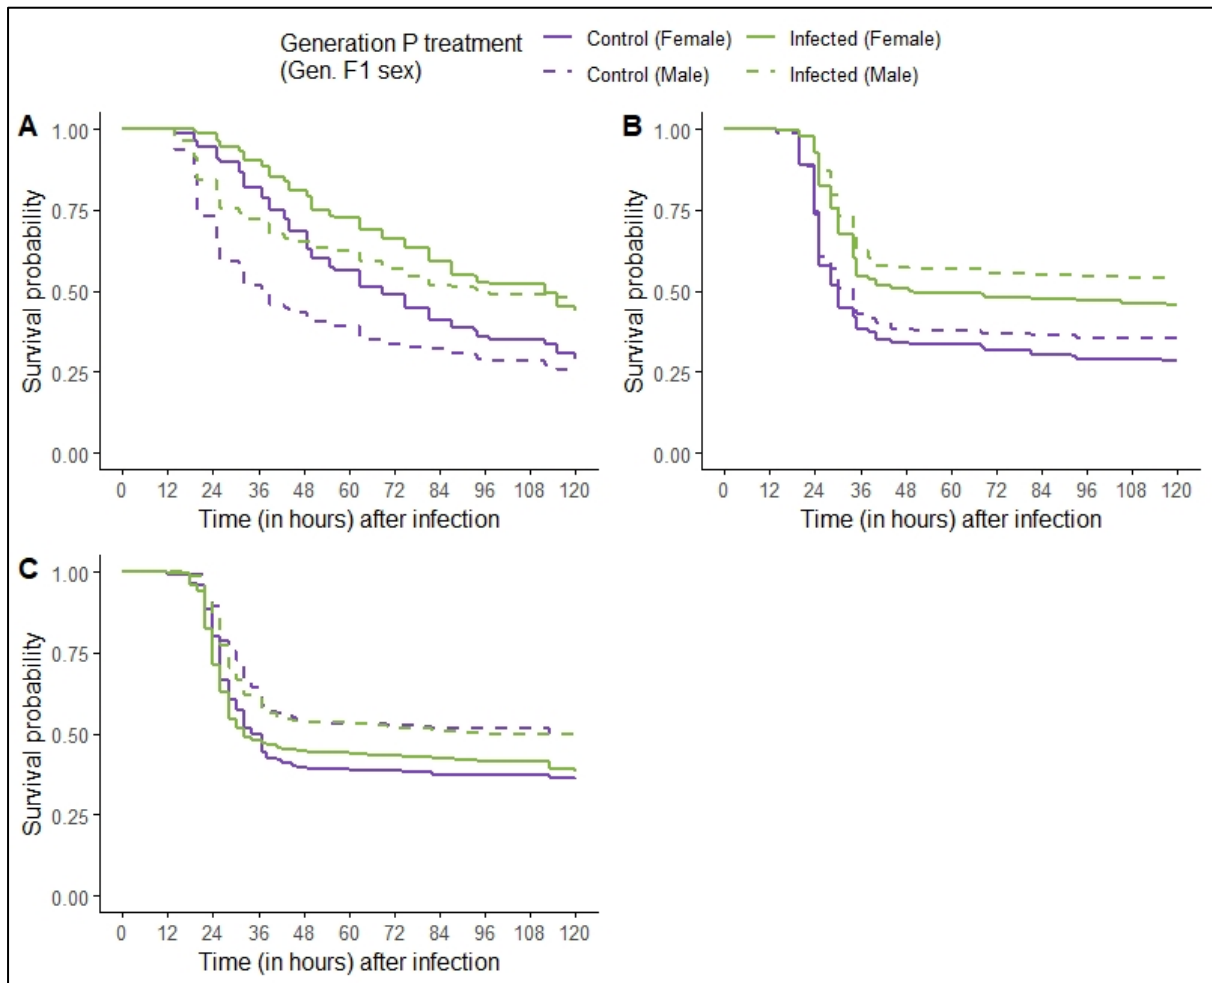 Generation P treatment
(Gen. F1 sex)
Control (Female)
Infected (Female)
Control (Male)
Infected (Male)
A
1.00
0.75
0.50
0.25
0.00
Survival probability
0 12 24 36 48 60 72 84 96 108 120
Time (in hours) after infection
B
1.00
0.75
0.50
0.25
0.00
Survival probability
0 12 24 36 48 60 72 84 96 108 120
Time (in hours) after infection
C
1.00
0.75
0.50
0.25
0.00
Survival probability
0 12 24 36 48 60 72 84 96 108 120
Time (in hours) after infection